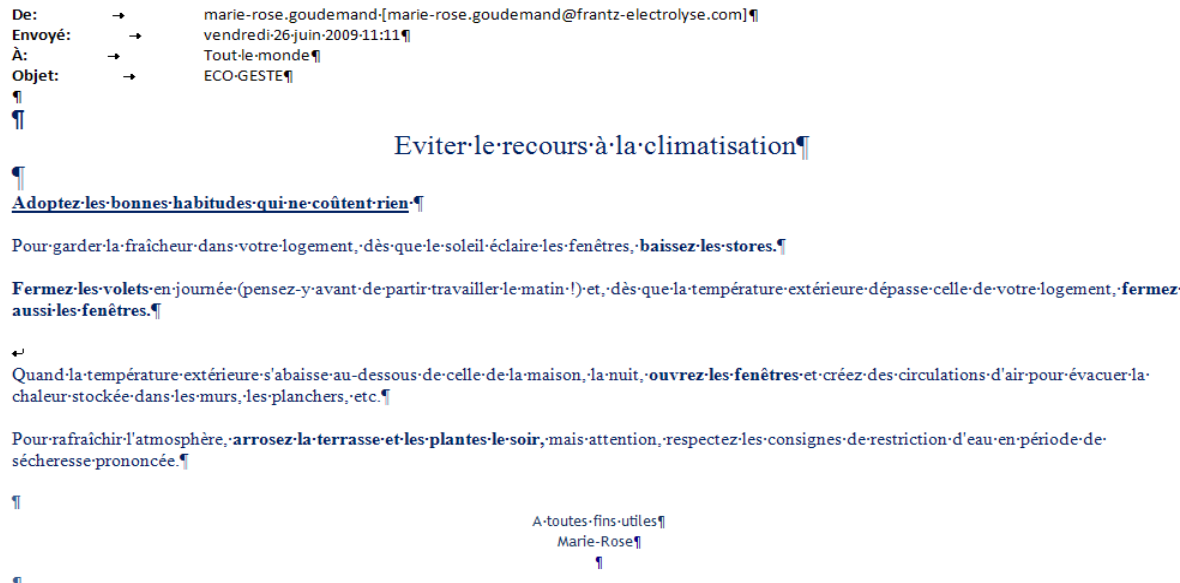 De: marie-rose.goudemand [marie-rose.goudemand@frantz-electrolyse.com]
Envoyé: vendredi 26 juin 2009 11:11
À: Tout le monde
Objet: ECO GESTE
Eviter le recours à la climatisation
Adoptez les bonnes habitudes qui ne coûtent rien
Pour garder la fraîcheur dans votre logement, dès que le soleil éclaire les fenêtres, baissez les stores.
Fermez les volets en journée (pensez-y avant de partir travailler le matin !) et, dès que la température extérieure dépasse celle de votre logement, fermez
aussi les fenêtres.
Quand la température extérieure s'abaisse au-dessous de celle de la maison, la nuit, ouvrez les fenêtres et créez des circulations d'air pour évacuer la
chaleur stockée dans les murs, les planchers, etc.
Pour rafraîchir l'atmosphère, arrosez la terrasse et les plantes le soir, mais attention, respectez les consignes de restriction d'eau en période de
sécheresse prononcée.
A toutes fins utiles
Marie-Rose